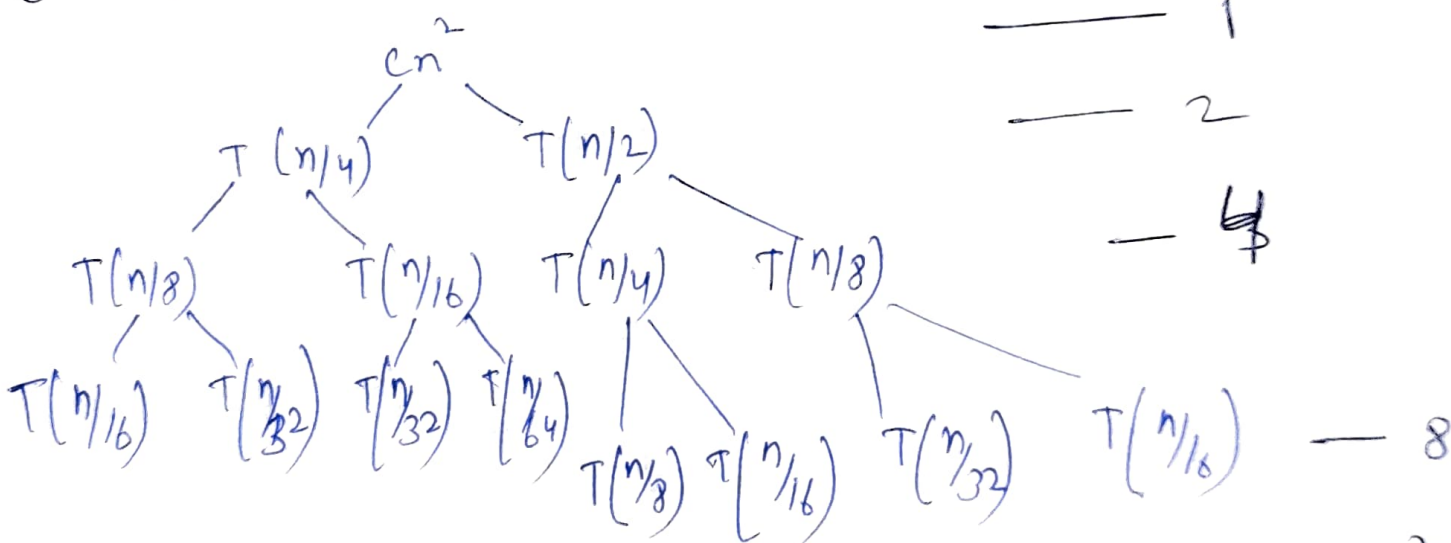 cn² — 1
T(n/4) T(n/2) — 2
T(n/8) T(n/16) T(n/4) T(n/8) — 4
T(n/16) T(n/32) T(n/32) T(n/64) T(n/8) T(n/16) T(n/32) T(n/16) — 8